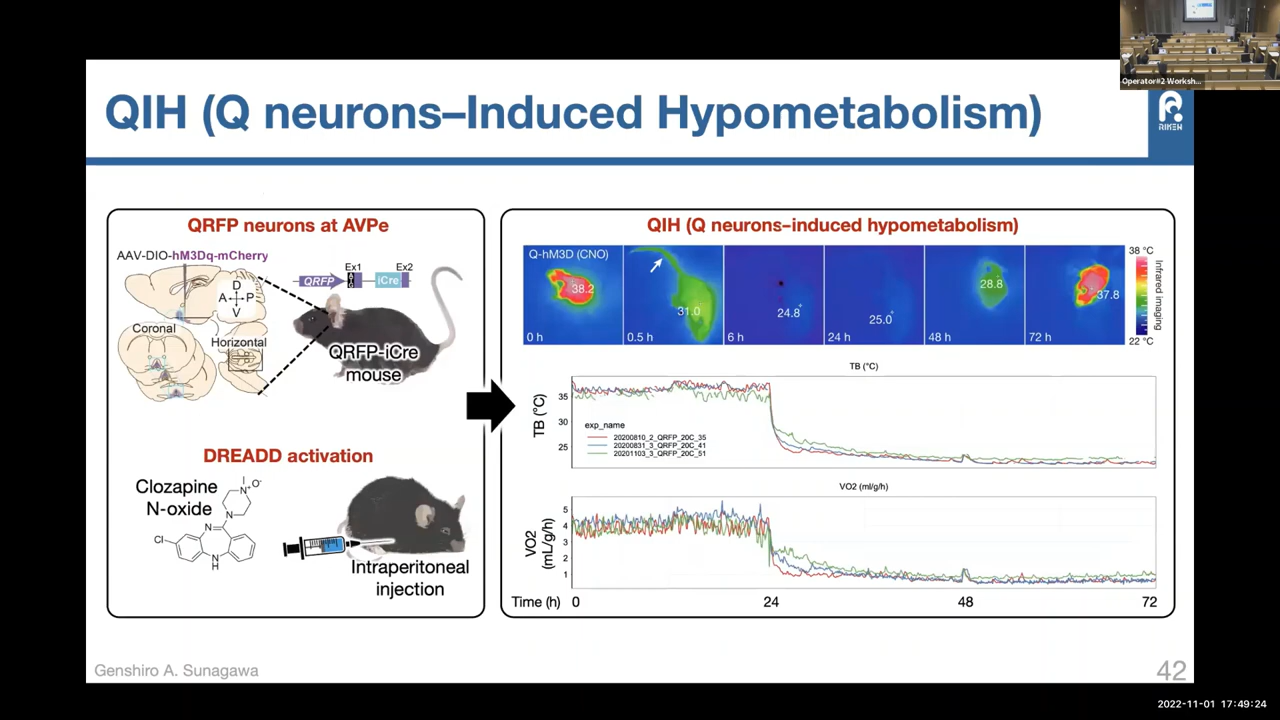 Operator#2 Worksh...
QIH (Q neurons–Induced Hypometabolism)
RIKEN
QRFP neurons at AVPe
AAV-DIO-hM3Dq-mCherry
D
A P
V
Coronal
Horizontal
Ex1 Ex2
QRFP iCre
QRFP-iCre
mouse
DREADD activation
Clozapine
N-oxide
N+ O-
N
N
Cl
N
H
Intraperitoneal
injection
QIH (Q neurons–induced hypometabolism)
Q-hM3D (CNO)
38.2 31.0 24.8 25.0 28.8 37.8
0 h 0.5 h 6 h 24 h 48 h 72 h
38 °C
22 °C
Infrared imaging
TB (°C)
TB (°C)
35
30
25
exp_name
20200810_2_QRFP_20C_35
20200831_3_QRFP_20C_41
20201103_3_QRFP_20C_51
VO2 (ml/g/h)
VO2
(mL/g/h)
5
4
3
2
1
Time (h) 0 24 48 72
Genshiro A. Sunagawa
42
2022-11-01 17:49:24